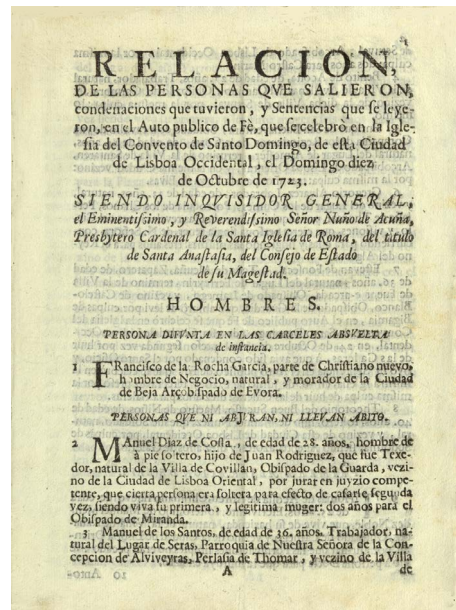 RELACION,
DE LAS PERSONAS QVE SALIERON,
condenaciones que tuvieron, y Sentencias que se leye-
ron, en el Auto publico de Fè, que se celebrò en la Igle-
sia del Convento de Santo Domingo, de esta Ciudad
de Lisboa Occidental, el Domingo diez
de Octubre de 1723.
SIENDO INQVISIDOR GENERAL,
el Eminentissimo, y Reverendissimo Señor Nuño de Acuña,
Presbytero Cardenal de la Santa Iglesia de Roma, del titulo
de Santa Anastasia, del Consejo de Estado
de su Magestad.
HOMBRES.
PERSONA DIFVNTA EN LAS CARCELES ABSVELTA
de instancia.
1 FRancisco de la Rocha Garcia, parte de Christiano nuevo,
hombre de Negocio, natural, y morador de la Ciudad
de Beja Arçobispado de Evora.
PERSONAS QVE NI ABJVRAN, NI LLEVAN ABITO.
2 MAnuel Diaz de Costa, de edad de 28. años, hombre de
à pie soltero, hijo de Juan Rodriguez, que fue Texe-
dor, natural de la Villa de Covillan, Obispado de la Guarda, vezi-
no de la Ciudad de Lisboa Oriental, por jurar en juyzio compe-
tente, que cierta persona era soltera para efecto de casarse segunda
vez, siendo viva su primera, y legitima muger: dos años para el
Obispado de Miranda.
3 Manuel de los Santos, de edad de 36. años. Trabajador, na-
tural del Lugar de Seras, Parroquia de Nuestra Señora de la Con-
cepcion de Alviveyras, Perlasia de Thomar, y vezino de la Villa
A de